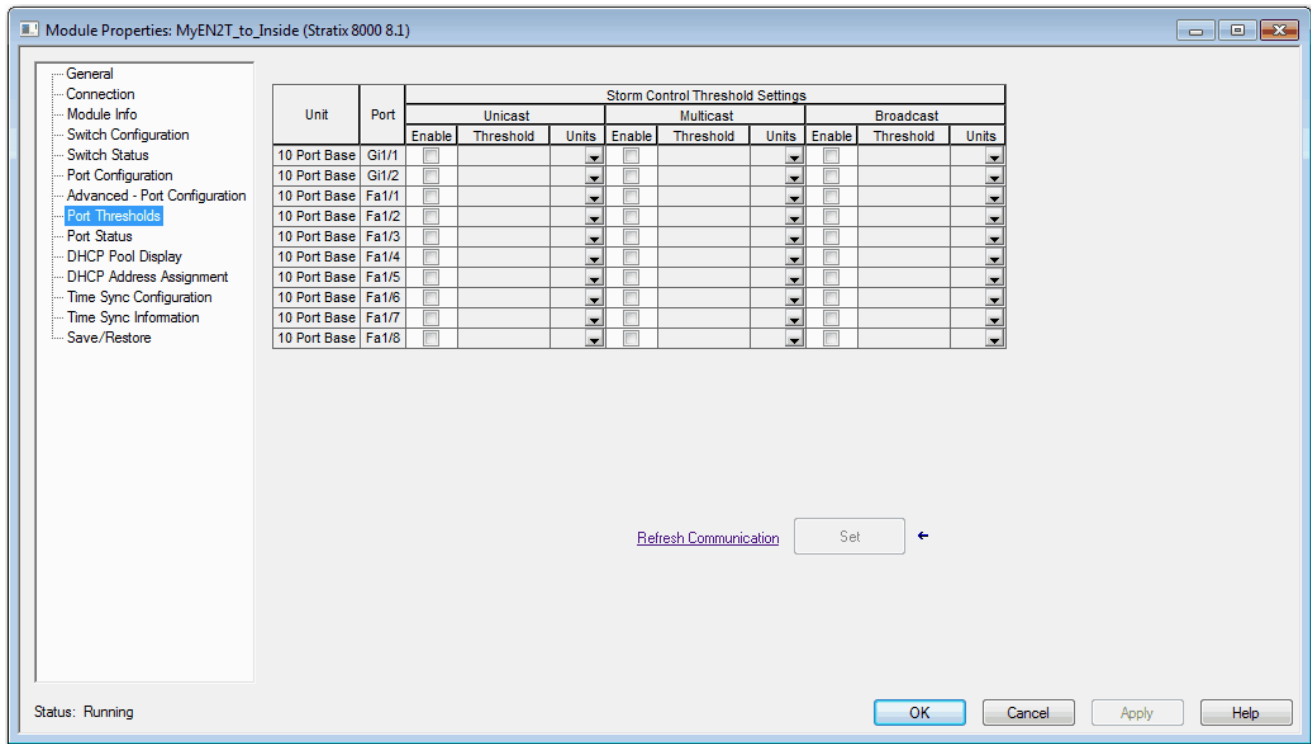 Module Properties: MyEN2T_to_Inside (Stratix 8000 8.1)
General
Connection
Module Info
Switch Configuration
Switch Status
Port Configuration
Advanced - Port Configuration
Port Thresholds
Port Status
DHCP Pool Display
DHCP Address Assignment
Time Sync Configuration
Time Sync Information
Save/Restore
Storm Control Threshold Settings
Unit Port Unicast Multicast Broadcast
Enable Threshold Units Enable Threshold Units Enable Threshold Units
10 Port Base Gi1/1
10 Port Base Gi1/2
10 Port Base Fa1/1
10 Port Base Fa1/2
10 Port Base Fa1/3
10 Port Base Fa1/4
10 Port Base Fa1/5
10 Port Base Fa1/6
10 Port Base Fa1/7
10 Port Base Fa1/8
Refresh Communication Set
Status: Running OK Cancel Apply Help